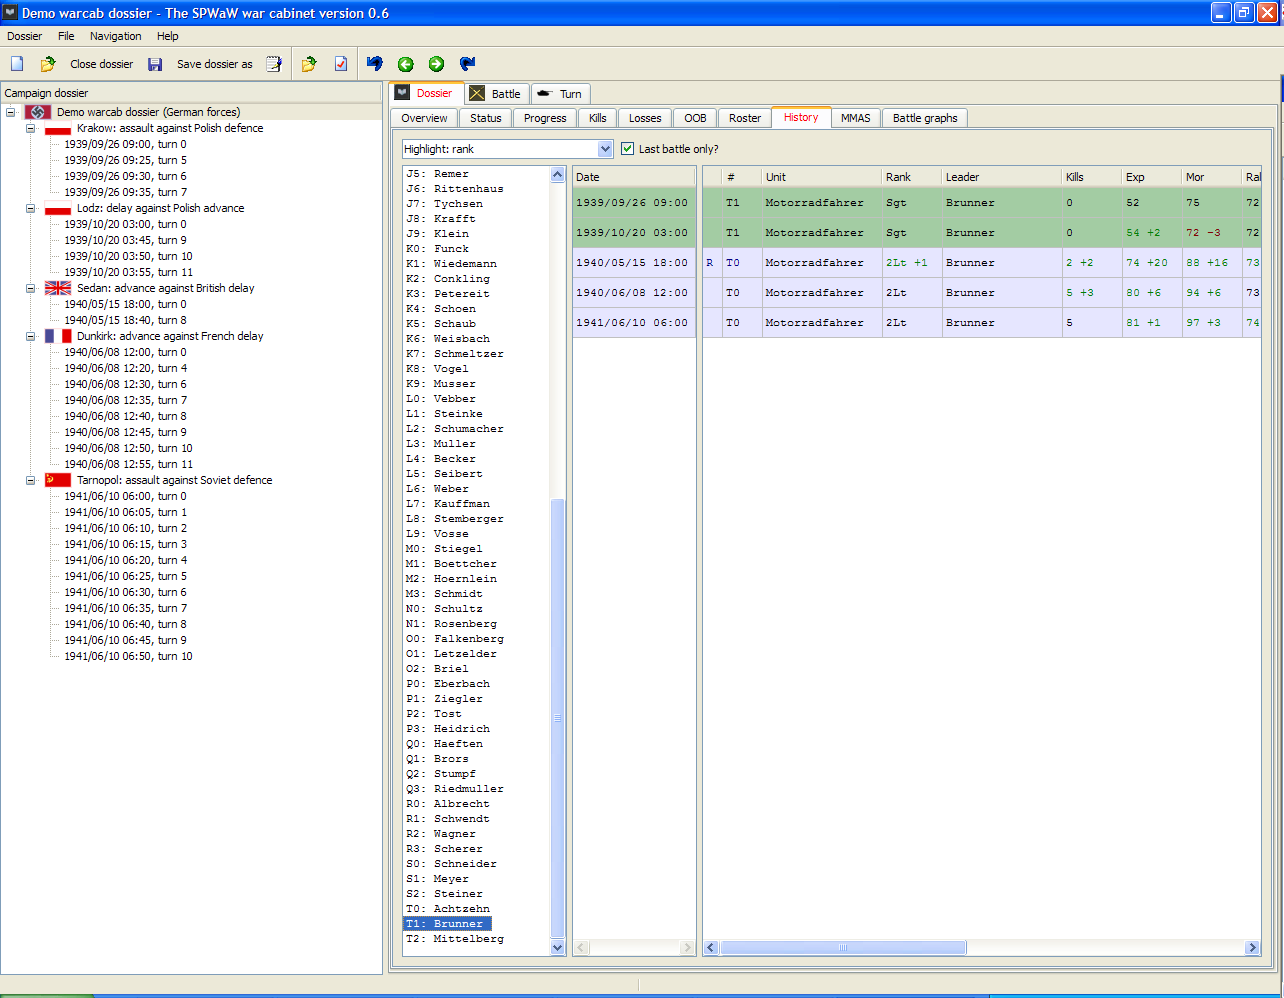 Demo warcab dossier - The SPWaW war cabinet version 0.6
Dossier File Navigation Help
Close dossier Save dossier as
Campaign dossier
Demo warcab dossier (German forces)
Krakow: assault against Polish defence
1939/09/26 09:00, turn 0
1939/09/26 09:25, turn 5
1939/09/26 09:30, turn 6
1939/09/26 09:35, turn 7
Lodz: delay against Polish advance
1939/10/20 03:00, turn 0
1939/10/20 03:45, turn 9
1939/10/20 03:50, turn 10
1939/10/20 03:55, turn 11
Sedan: advance against British delay
1940/05/15 18:00, turn 0
1940/05/15 18:40, turn 8
Dunkirk: advance against French delay
1940/06/08 12:00, turn 0
1940/06/08 12:20, turn 4
1940/06/08 12:30, turn 6
1940/06/08 12:35, turn 7
1940/06/08 12:40, turn 8
1940/06/08 12:45, turn 9
1940/06/08 12:50, turn 10
1940/06/08 12:55, turn 11
Tarnopol: assault against Soviet defence
1941/06/10 06:00, turn 0
1941/06/10 06:05, turn 1
1941/06/10 06:10, turn 2
1941/06/10 06:15, turn 3
1941/06/10 06:20, turn 4
1941/06/10 06:25, turn 5
1941/06/10 06:30, turn 6
1941/06/10 06:35, turn 7
1941/06/10 06:40, turn 8
1941/06/10 06:45, turn 9
1941/06/10 06:50, turn 10
Dossier Battle Turn
Overview Status Progress Kills Losses OOB Roster History MMAS Battle graphs
Highlight: rank Last battle only?
J5: Remer
J6: Rittenhaus
J7: Tychsen
J8: Krafft
J9: Klein
K0: Funck
K1: Wiedemann
K2: Conkling
K3: Petereit
K4: Schoen
K5: Schaub
K6: Weisbach
K7: Schmeltzer
K8: Vogel
K9: Musser
L0: Vebber
L1: Steinke
L2: Schumacher
L3: Muller
L4: Becker
L5: Seibert
L6: Weber
L7: Kauffman
L8: Stemberger
L9: Vosse
M0: Stiegel
M1: Boettcher
M2: Hoernlein
M3: Schmidt
N0: Schultz
N1: Rosenberg
O0: Falkenberg
O1: Letzelder
O2: Briel
P0: Eberbach
P1: Ziegler
P2: Tost
P3: Heidrich
Q0: Haeften
Q1: Brors
Q2: Stumpf
Q3: Riedmuller
R0: Albrecht
R1: Schwendt
R2: Wagner
R3: Scherer
S0: Schneider
S1: Meyer
S2: Steiner
T0: Achtzehn
T1: Brunner
T2: Mittelberg
Date # Unit Rank Leader Kills Exp Mor Ral
1939/09/26 09:00 T1 Motorradfahrer Sgt Brunner 0 52 75 72
1939/10/20 03:00 T1 Motorradfahrer Sgt Brunner 0 54 +2 72 -3 72
1940/05/15 18:00 R T0 Motorradfahrer 2Lt +1 Brunner 2 +2 74 +20 88 +16 73
1940/06/08 12:00 T0 Motorradfahrer 2Lt Brunner 5 +3 80 +6 94 +6 73
1941/06/10 06:00 T0 Motorradfahrer 2Lt Brunner 5 81 +1 97 +3 74